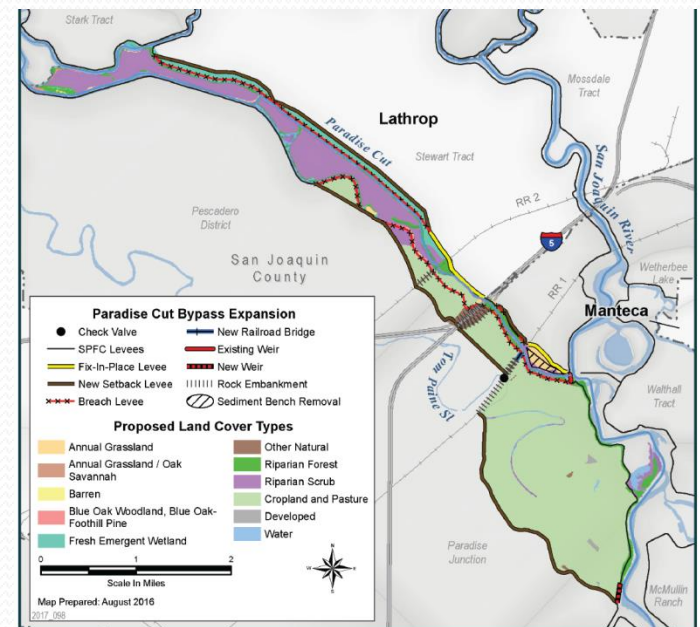 Stark Tract
Mossdale
Tract
Lathrop
Paradise Cut
Stewart Tract
San Joaquin River
RR 2
Pescadero
District
5
San Joaquin
County
RR 1
Wetherbee
Lake
Manteca
Tom Paine Sl
Walthall
Tract
Paradise
Junction
McMullin
Ranch
Paradise Cut Bypass Expansion
Check Valve
SPFC Levees
Fix-In-Place Levee
New Setback Levee
Breach Levee
New Railroad Bridge
Existing Weir
New Weir
Rock Embankment
Sediment Bench Removal
Proposed Land Cover Types
Annual Grassland
Annual Grassland / Oak
Savannah
Barren
Blue Oak Woodland, Blue Oak-
Foothill Pine
Fresh Emergent Wetland
Other Natural
Riparian Forest
Riparian Scrub
Cropland and Pasture
Developed
Water
0 1 2
Scale In Miles
N
W E
S
Map Prepared: August 2016
2017_098